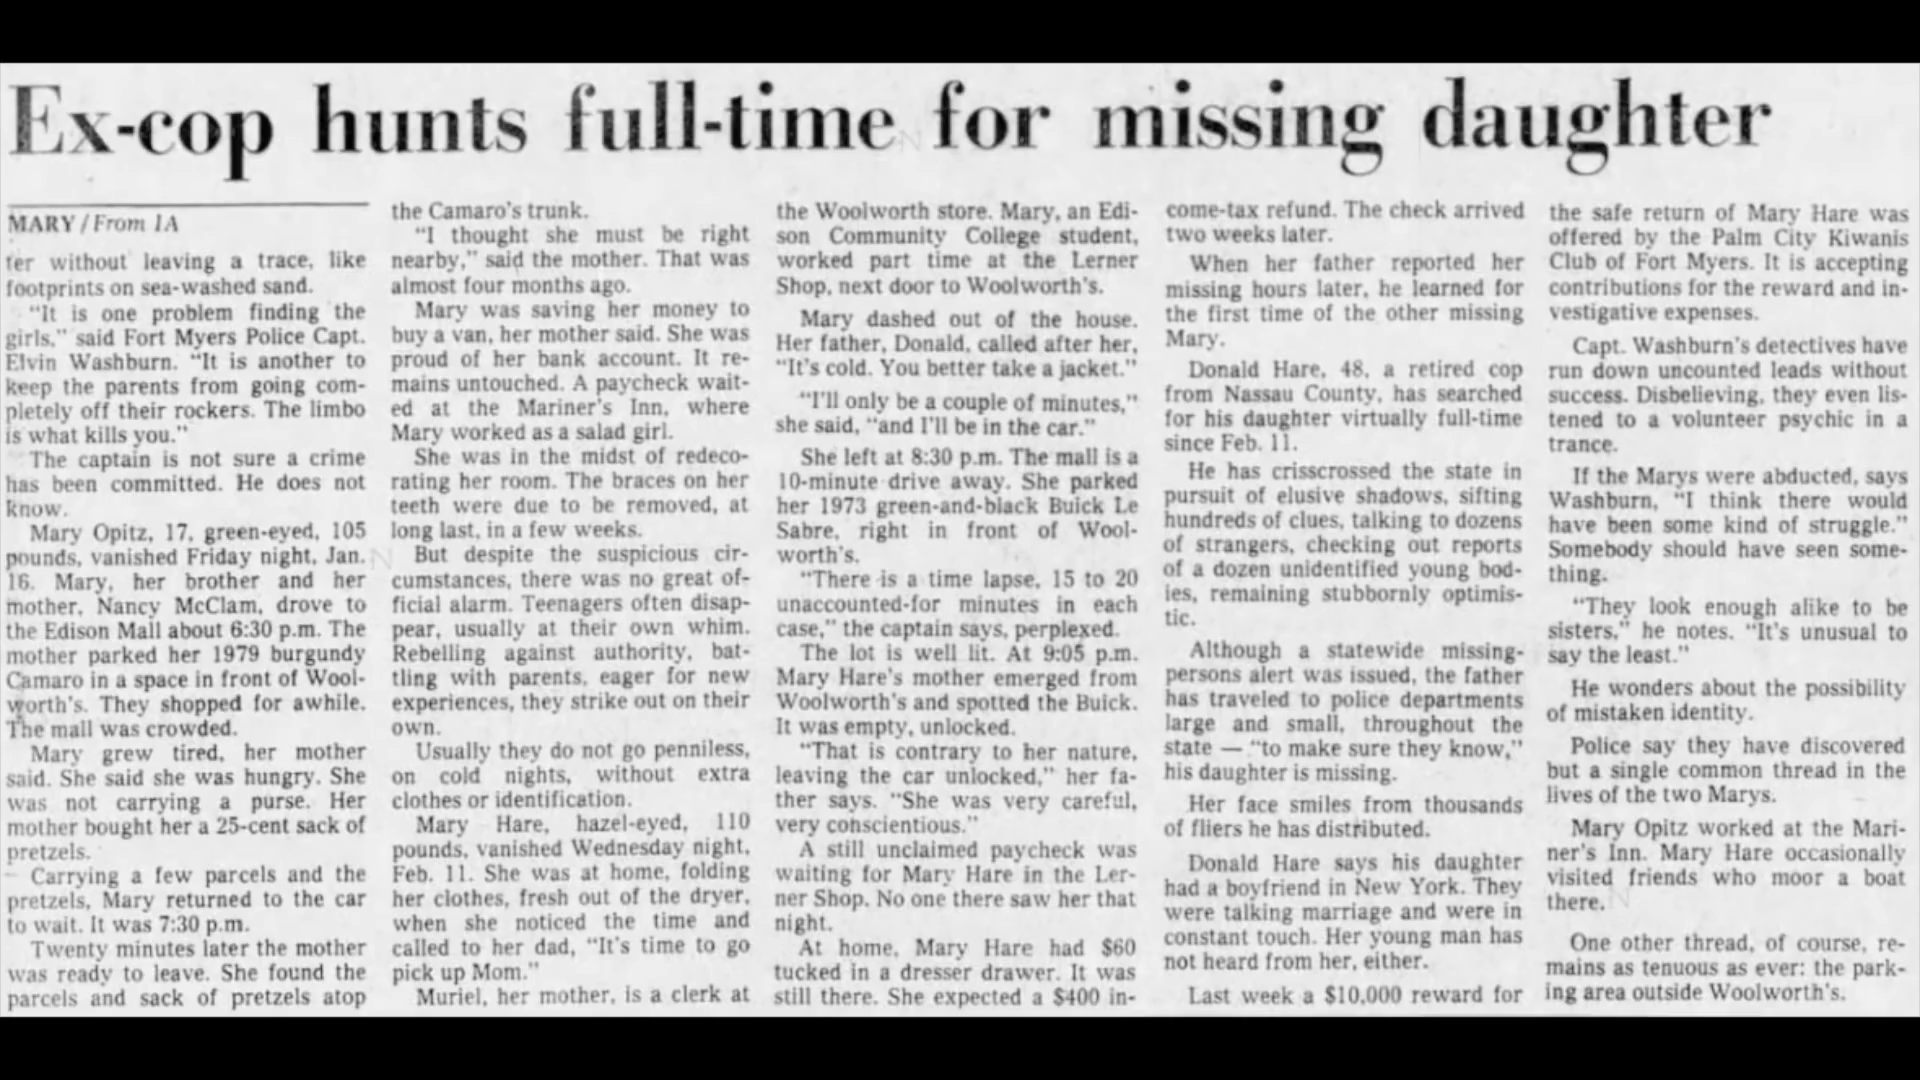 Ex-cop hunts full-time for missing daughter
MARY/From 1A
ter without leaving a trace, like
footprints on sea-washed sand.
"It is one problem finding the
girls," said Fort Myers Police Capt.
Elvin Washburn. "It is another to
keep the parents from going com-
pletely off their rockers. The limbo
is what kills you."
The captain is not sure a crime
has been committed. He does not
know.
Mary Opitz, 17, green-eyed, 105
pounds, vanished Friday night, Jan.
16. Mary, her brother and her
mother, Nancy McClam, drove to
the Edison Mall about 6:30 p.m. The
mother parked her 1979 burgundy
Camaro in a space in front of Wool-
worth's. They shopped for awhile.
The mall was crowded.
Mary grew tired, her mother
said. She said she was hungry. She
was not carrying a purse. Her
mother bought her a 25-cent sack of
pretzels.
Carrying a few parcels and the
pretzels, Mary returned to the car
to wait. It was 7:30 p.m.
Twenty minutes later the mother
was ready to leave. She found the
parcels and sack of pretzels atop
the Camaro's trunk.
"I thought she must be right
nearby," said the mother. That was
almost four months ago.
Mary was saving her money to
buy a van, her mother said. She was
proud of her bank account. It re-
mains untouched. A paycheck wait-
ed at the Mariner's Inn, where
Mary worked as a salad girl.
She was in the midst of redeco-
rating her room. The braces on her
teeth were due to be removed, at
long last, in a few weeks.
But despite the suspicious cir-
cumstances, there was no great of-
ficial alarm. Teenagers often disap-
pear, usually at their own whim.
Rebelling against authority, bat-
tling with parents, eager for new
experiences, they strike out on their
own.
Usually they do not go penniless,
on cold nights, without extra
clothes or identification.
Mary Hare, hazel-eyed, 110
pounds, vanished Wednesday night,
Feb. 11. She was at home, folding
her clothes, fresh out of the dryer,
when she noticed the time and
called to her dad, "It's time to go
pick up Mom."
Muriel, her mother, is a clerk at
the Woolworth store. Mary, an Edi-
son Community College student,
worked part time at the Lerner
Shop, next door to Woolworth's.
Mary dashed out of the house.
Her father, Donald, called after her,
"It's cold. You better take a jacket."
"I'll only be a couple of minutes,"
she said, "and I'll be in the car."
She left at 8:30 p.m. The mall is a
10-minute drive away. She parked
her 1973 green-and-black Buick Le
Sabre, right in front of Wool-
worth's.
"There is a time lapse, 15 to 20
unaccounted-for minutes in each
case," the captain says, perplexed.
The lot is well lit. At 9:05 p.m.
Mary Hare's mother emerged from
Woolworth's and spotted the Buick.
It was empty, unlocked.
"That is contrary to her nature,
leaving the car unlocked," her fa-
ther says. "She was very careful,
very conscientious."
A still unclaimed paycheck was
waiting for Mary Hare in the Ler-
ner Shop. No one there saw her that
night.
At home, Mary Hare had $60
tucked in a dresser drawer. It was
still there. She expected a $400 in-
come-tax refund. The check arrived
two weeks later.
When her father reported her
missing hours later, he learned for
the first time of the other missing
Mary.
Donald Hare, 48, a retired cop
from Nassau County, has searched
for his daughter virtually full-time
since Feb. 11.
He has crisscrossed the state in
pursuit of elusive shadows, sifting
hundreds of clues, talking to dozens
of strangers, checking out reports
of a dozen unidentified young bod-
ies, remaining stubbornly optimis-
tic.
Although a statewide missing-
persons alert was issued, the father
has traveled to police departments
large and small, throughout the
state — "to make sure they know,"
his daughter is missing.
Her face smiles from thousands
of fliers he has distributed.
Donald Hare says his daughter
had a boyfriend in New York. They
were talking marriage and were in
constant touch. Her young man has
not heard from her, either.
Last week a $10,000 reward for
the safe return of Mary Hare was
offered by the Palm City Kiwanis
Club of Fort Myers. It is accepting
contributions for the reward and in-
vestigative expenses.
Capt. Washburn's detectives have
run down uncounted leads without
success. Disbelieving, they even lis-
tened to a volunteer psychic in a
trance.
If the Marys were abducted, says
Washburn, "I think there would
have been some kind of struggle."
Somebody should have seen some-
thing.
"They look enough alike to be
sisters," he notes. "It's unusual to
say the least."
He wonders about the possibility
of mistaken identity.
Police say they have discovered
but a single common thread in the
lives of the two Marys.
Mary Opitz worked at the Mari-
ner's Inn. Mary Hare occasionally
visited friends who moor a boat
there.
One other thread, of course, re-
mains as tenuous as ever: the park-
ing area outside Woolworth's.